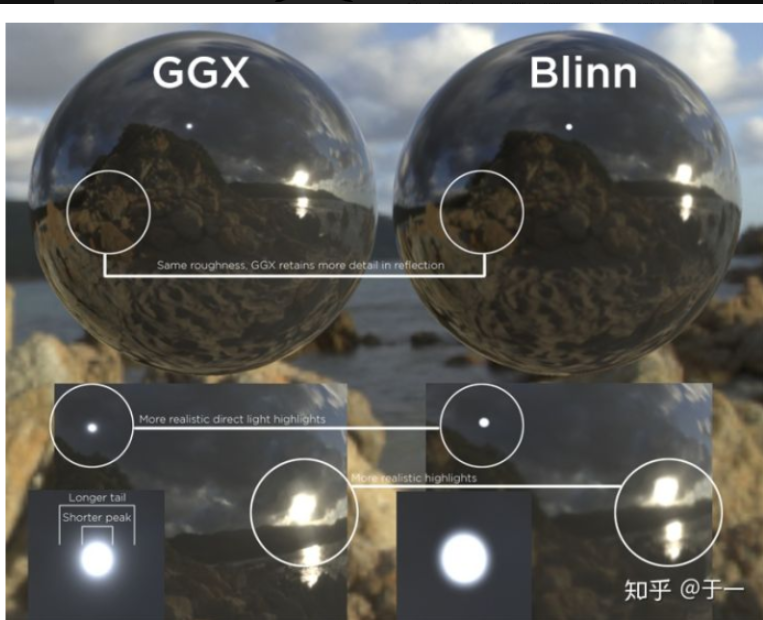 GGX
Blinn
Same roughness, GGX retains more detail in reflection
More realistic direct light highlights
More realistic highlights
Longer tail
Shorter peak
知乎 @于一